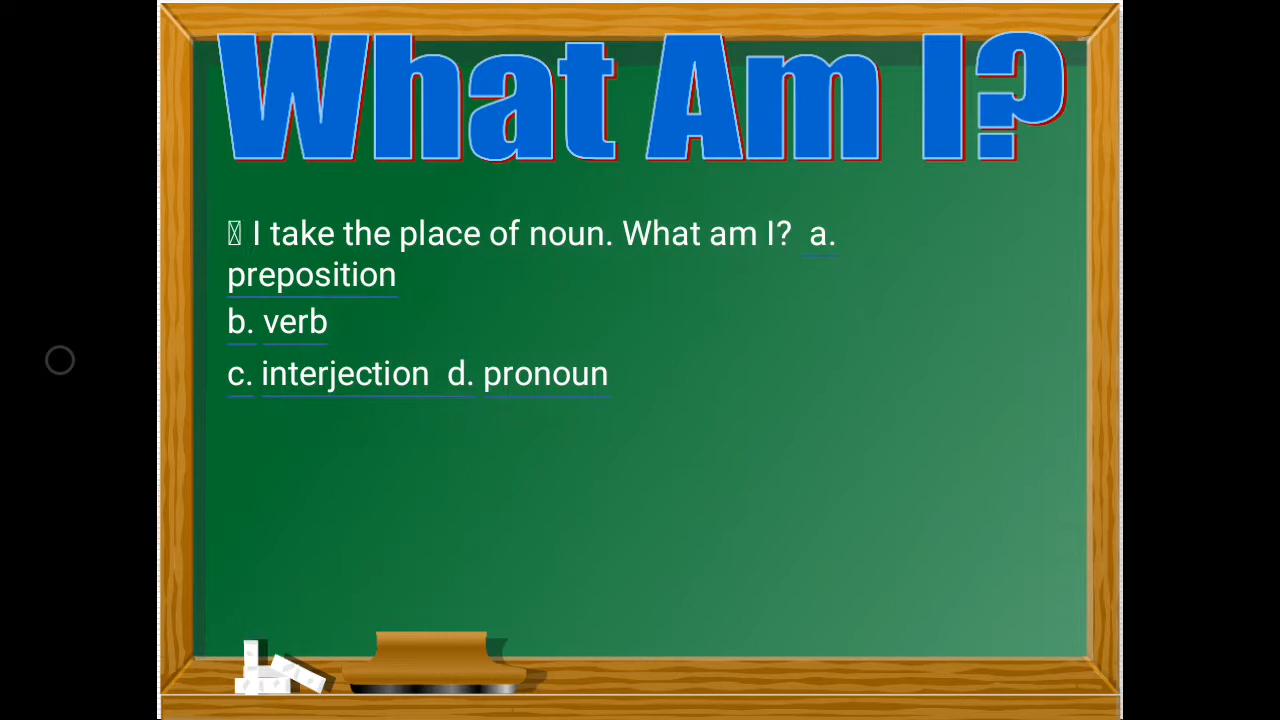 What Am I?
I take the place of noun. What am I? a.
preposition
b. verb
c. interjection d. pronoun